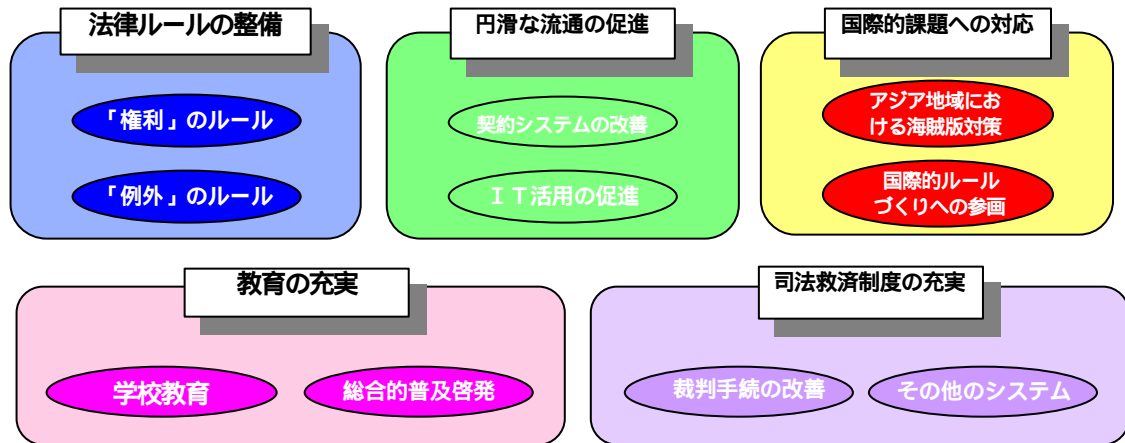 法律ルールの整備
「権利」のルール
「例外」のルール
円滑な流通の促進
契約システムの改善
ＩＴ活用の促進
国際的課題への対応
アジア地域にお
ける海賊版対策
国際的ルール
づくりへの参画
教育の充実
学校教育
総合的普及啓発
司法救済制度の充実
裁判手続の改善
その他のシステム